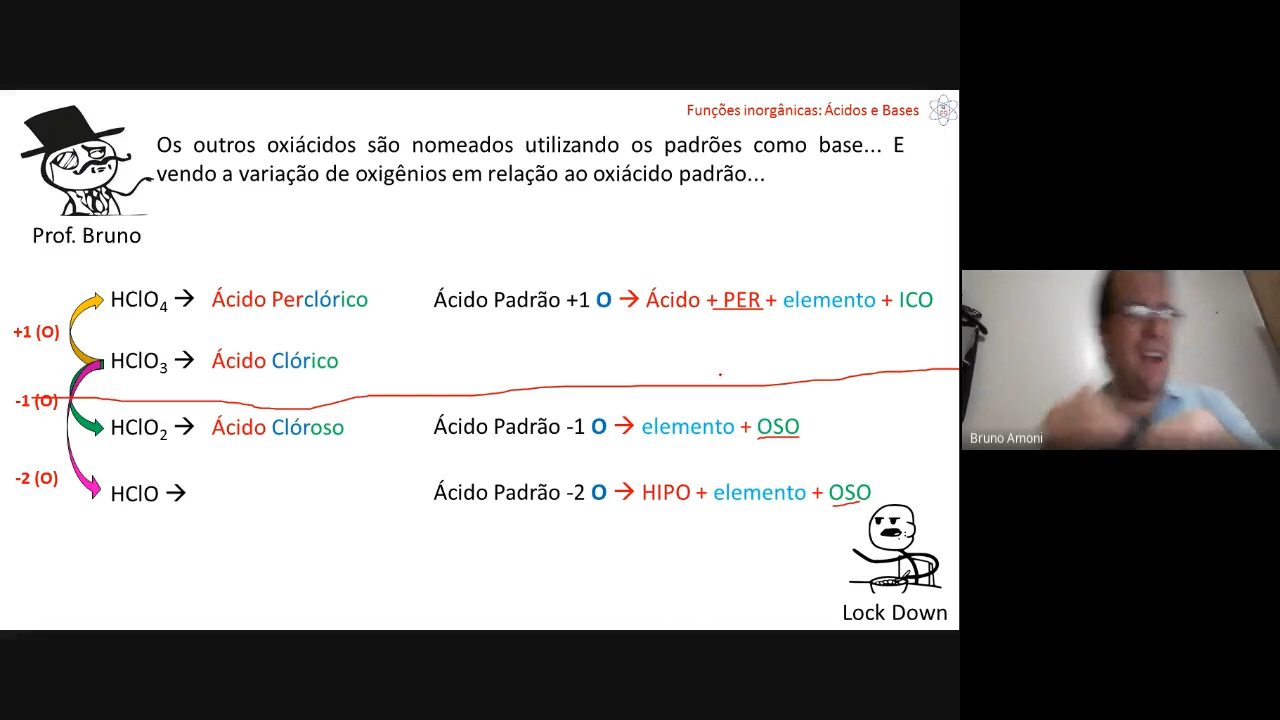 Funções inorgânicas: Ácidos e Bases
Os outros oxiácidos são nomeados utilizando os padrões como base... E
vendo a variação de oxigênios em relação ao oxiácido padrão...
Prof. Bruno
HClO₄ → Ácido Perclórico Ácido Padrão +1 O → Ácido + PER + elemento + ICO
+1 (O)
HClO₃ → Ácido Clórico
-1 (O)
HClO₂ → Ácido Clóroso Ácido Padrão -1 O → elemento + OSO
Bruno Amoni
-2 (O)
HClO → Ácido Padrão -2 O → HIPO + elemento + OSO
Lock Down